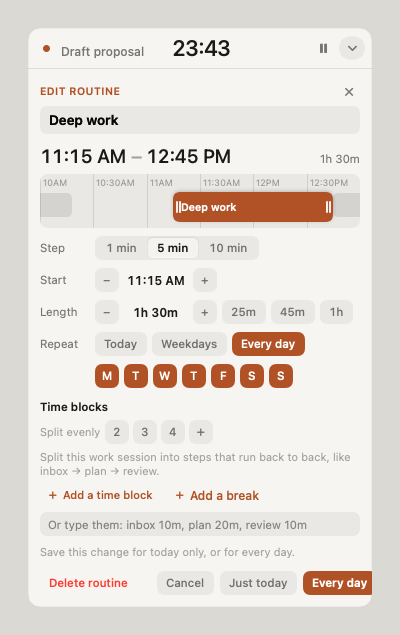 Draft proposal 23:43
EDIT ROUTINE
Deep work
11:15 AM – 12:45 PM 1h 30m
10AM 10:30AM 11AM 11:30AM 12PM 12:30PM
Deep work
Step 1 min 5 min 10 min
Start − 11:15 AM +
Length − 1h 30m + 25m 45m 1h
Repeat Today Weekdays Every day
M T W T F S S
Time blocks
Split evenly 2 3 4 +
Split this work session into steps that run back to back, like
inbox → plan → review.
+ Add a time block + Add a break
Or type them: inbox 10m, plan 20m, review 10m
Save this change for today only, or for every day.
Delete routine Cancel Just today Every day